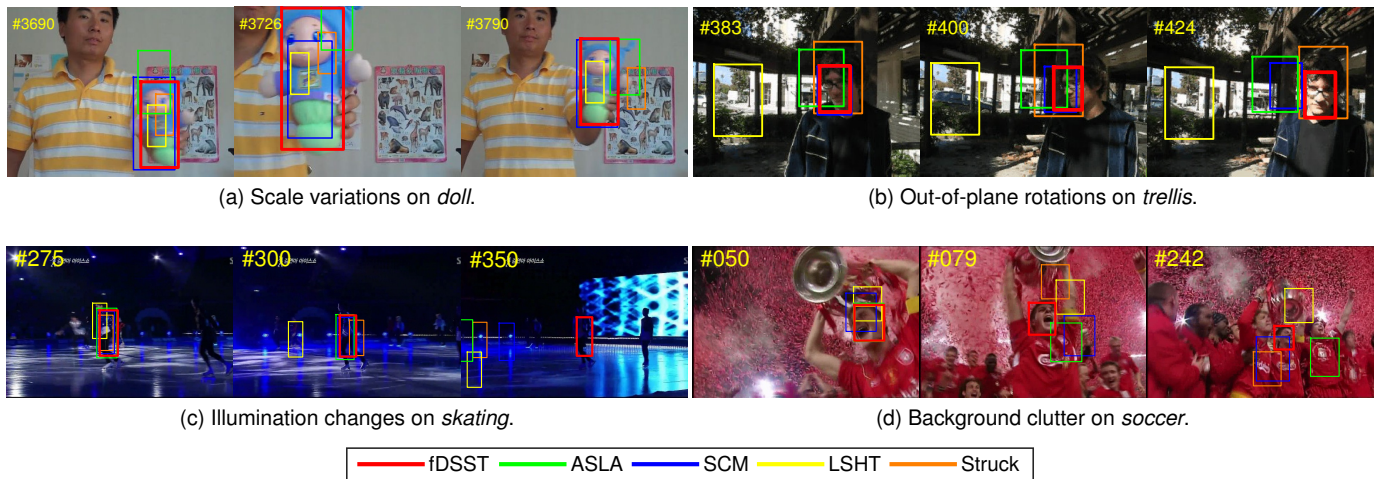 #3690
#3726
#3790
#383
#400
#424
(a) Scale variations on doll.
(b) Out-of-plane rotations on trellis.
#275
#300
#350
#050
#079
#242
(c) Illumination changes on skating.
(d) Background clutter on soccer.
fDSST ASLA SCM LSHT Struck